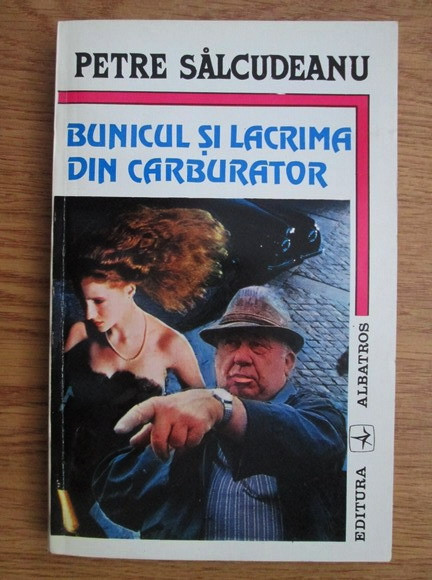 PETRE SĂLCUDEANU
BUNICUL ȘI LACRIMA
DIN CARBURATOR
EDITURA ALBATROS